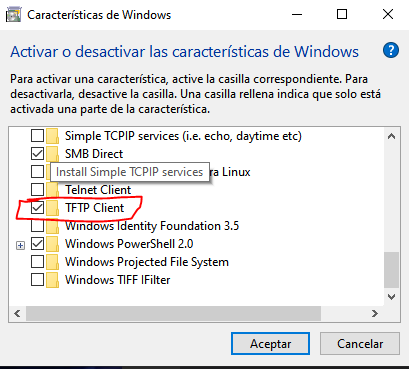 Características de Windows
Activar o desactivar las características de Windows
Para activar una característica, active la casilla correspondiente. Para
desactivarla, desactive la casilla. Una casilla rellena indica que solo está
activada una parte de la característica.
Simple TCPIP services (i.e. echo, daytime etc)
SMB Direct
Install Simple TCPIP services
ra Linux
Telnet Client
TFTP Client
Windows Identity Foundation 3.5
Windows PowerShell 2.0
Windows Projected File System
Windows TIFF IFilter
Aceptar
Cancelar